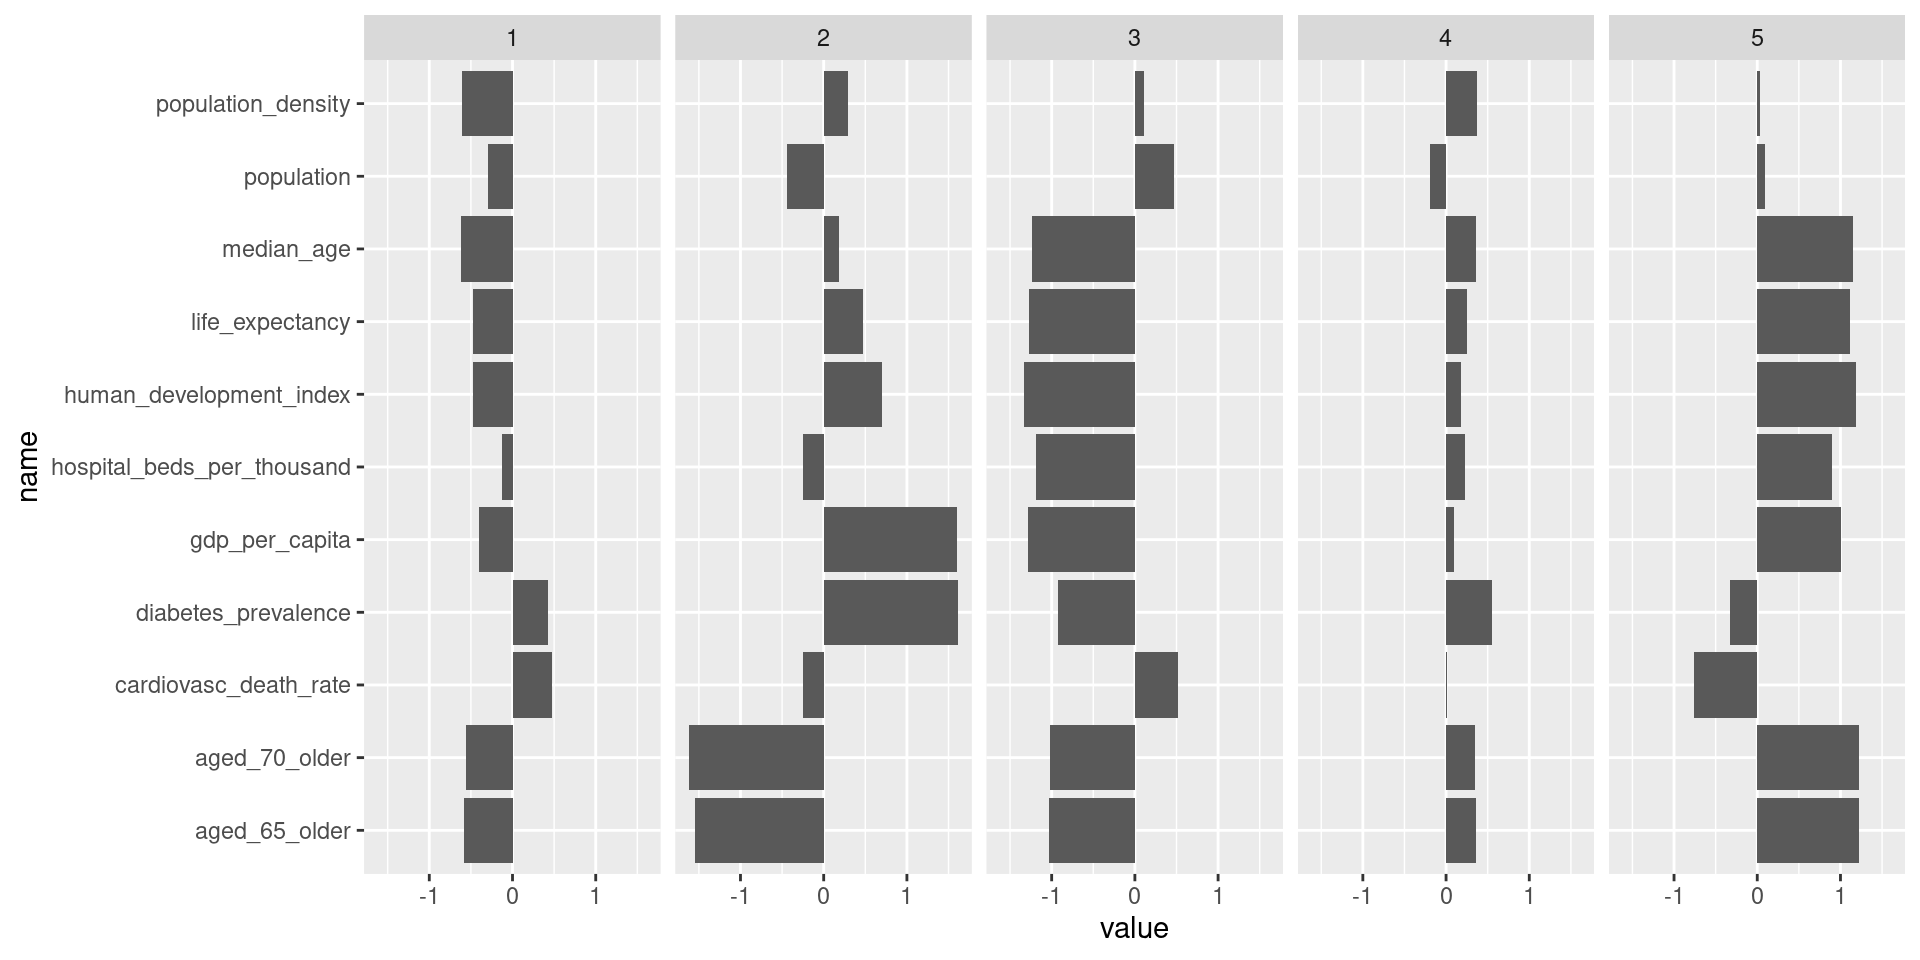 1 2 3 4 5
population_density
population
median_age
life_expectancy
human_development_index
hospital_beds_per_thousand
gdp_per_capita
diabetes_prevalence
cardiovasc_death_rate
aged_70_older
aged_65_older
name
-1 0 1 -1 0 1 -1 0 1 -1 0 1 -1 0 1
value